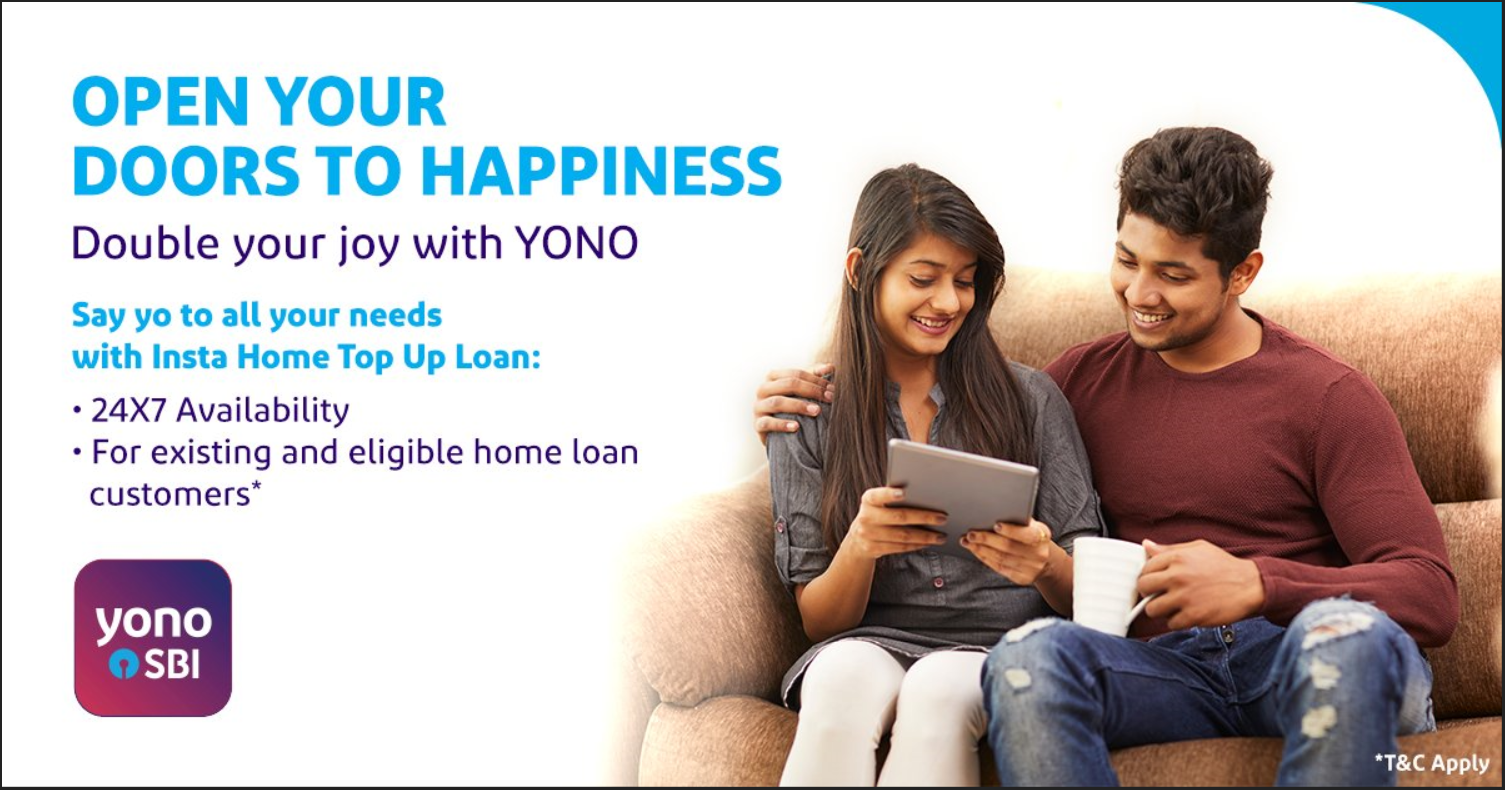 OPEN YOUR
DOORS TO HAPPINESS
Double your joy with YONO
Say yo to all your needs
with Insta Home Top Up Loan:
• 24X7 Availability
• For existing and eligible home loan
customers*
yono
SBI
*T&C Apply